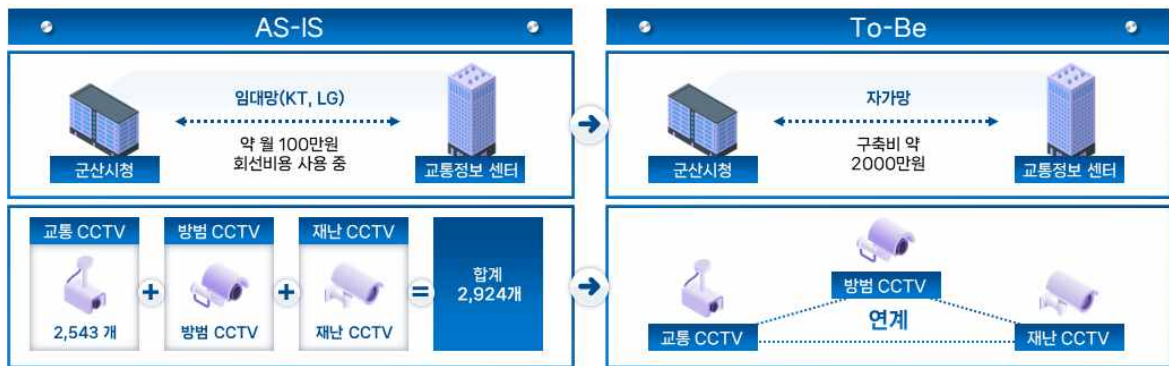 AS-IS
임대망(KT, LG)
약 월 100만원
회선비용 사용 중
군산시청
교통정보 센터
교통 CCTV
방범 CCTV
재난 CCTV
2,543 개
방범 CCTV
재난 CCTV
합계
2,924개
To-Be
자가망
구축비 약
2000만원
군산시청
교통정보 센터
방범 CCTV
연계
교통 CCTV
재난 CCTV